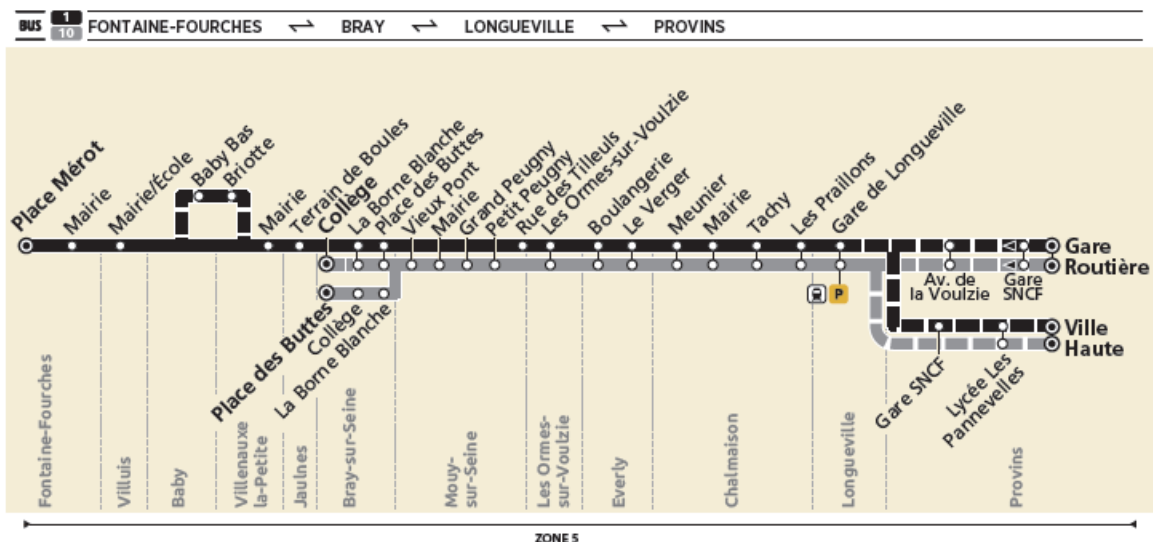 BUS 1 10 FONTAINE-FOURCHES BRAY LONGUEVILLE PROVINS
Place Mérot
Mairie
Mairie/École
Baby Bas
Briotte
Mairie
Terrain de Boules
Collège
La Borne Blanche
Place des Buttes
Vieux Pont
Mairie
Grand Peugny
Petit Peugny
Rue des Tilleuls
Les Ormes-sur-Voulzie
Boulangerie
Le Verger
Meunier
Mairie
Tachy
Les Praillons
Gare de Longueville
Gare
Routière
Av. de
la Voulzie
Gare
SNCF
P
Ville
Haute
Place des Buttes
Collège
La Borne Blanche
Gare SNCF
Lycée Les
Pannevelles
Fontaine-Fourches
Villuis
Baby
Villenauxe
la-Petite
Jaulnes
Bray-sur-Seine
Mouy-
sur-Seine
Les Ormes-
sur-Voulzie
Everly
Chalmaison
Longueville
Provins
ZONE 5